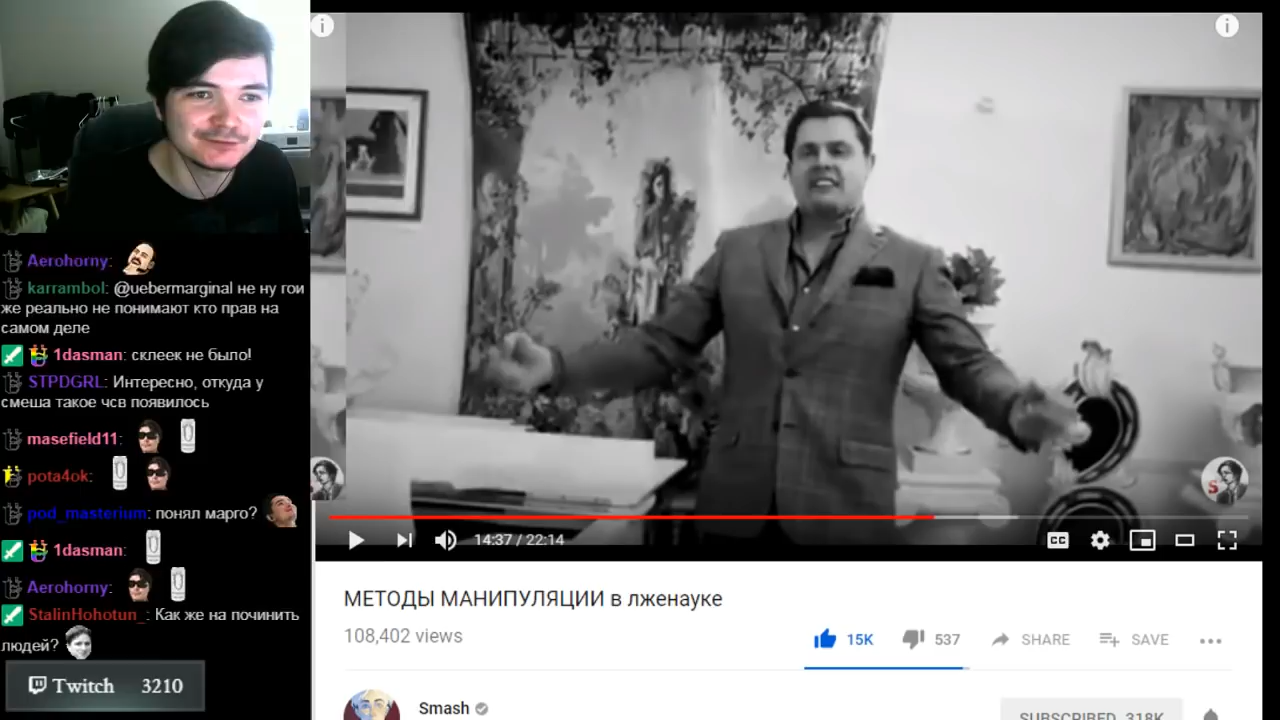 Aerohorny:
karrambol: @uebermarginal не ну гои
же реально не понимают кто прав на
самом деле
1dasman: склеек не было!
STPDGRL: Интересно, откуда у
смеша такое чсв появилось
masefield11:
pota4ok:
pod_masterium: понял марго?
1dasman:
Aerohorny:
StalinHohotun_: Как же на починить
людей?
Twitch 3210
14:37 / 22:14
CC
МЕТОДЫ МАНИПУЛЯЦИИ в лженауке
108,402 views
15K 537 SHARE SAVE
Smash
SUBSCRIBED 318K